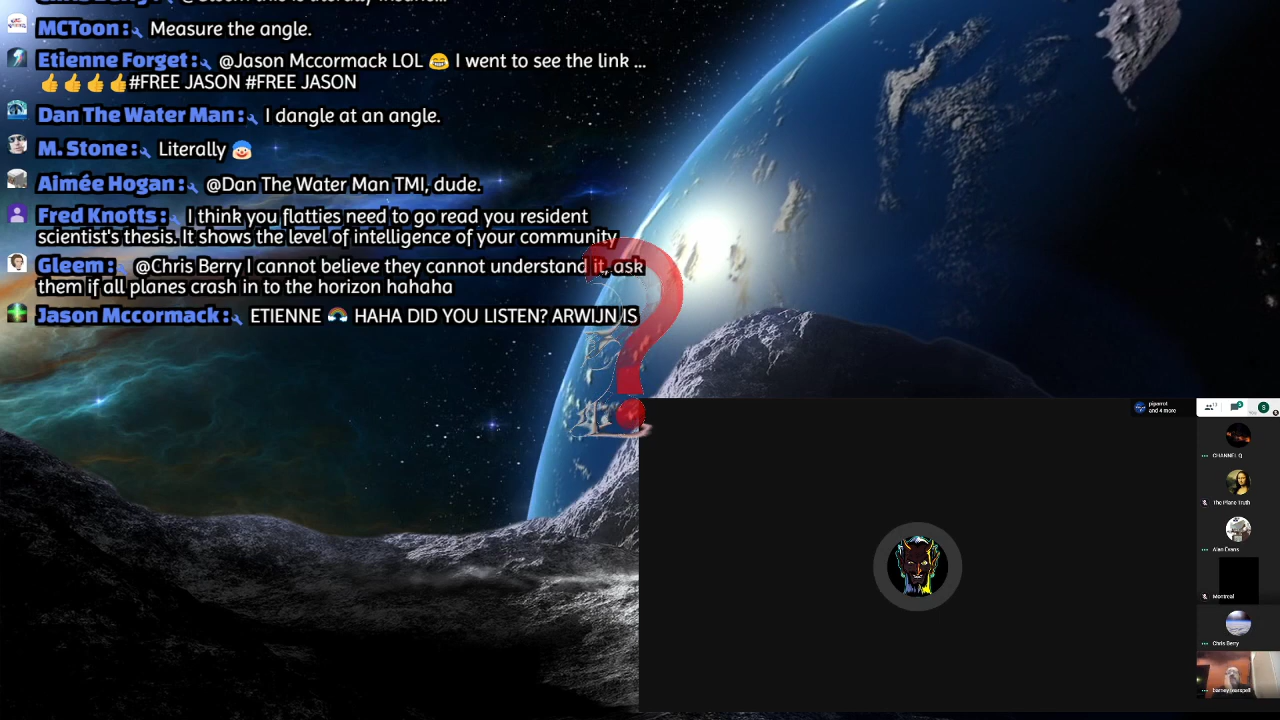 MCToon: Measure the angle.
Etienne Forget: @Jason Mccormack LOL 😂 I went to see the link ...
👍👍👍👍#FREE JASON #FREE JASON
Dan The Water Man: I dangle at an angle.
M. Stone: Literally 🤡
Aimée Hogan: @Dan The Water Man TMI, dude.
Fred Knotts: I think you flatties need to go read you resident
scientist's thesis. It shows the level of intelligence of your community
Gleem: @Chris Berry I cannot believe they cannot understand it, ask
them if all planes crash in to the horizon hahaha
Jason Mccormack: ETIENNE 🌈 HAHA DID YOU LISTEN? ARWIJN IS
?
piparrot
and 4 more
S
CHANNEL Q
The Plane Truth
Alan Evans
Montreal
Chris Berry